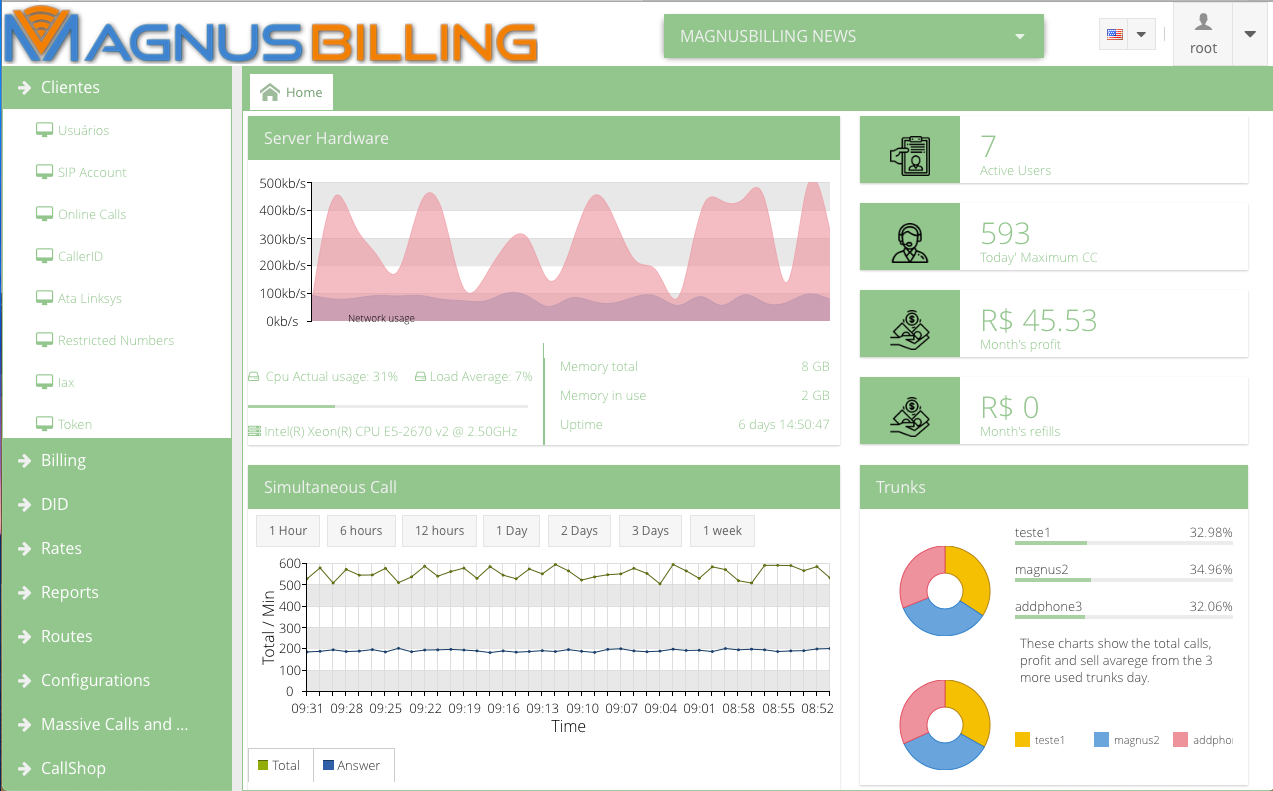 MAGNUSBILLING
MAGNUSBILLING NEWS
root
Clientes
Usuários
SIP Account
Online Calls
CallerID
Ata Linksys
Restricted Numbers
Iax
Token
Billing
DID
Rates
Reports
Routes
Configurations
Massive Calls and ...
CallShop
Home
Server Hardware
500kb/s
400kb/s
300kb/s
200kb/s
100kb/s
0kb/s
Network usage
Cpu Actual usage: 31% Load Average: 7%
Intel(R) Xeon(R) CPU E5-2670 v2 @ 2.50GHz
Memory total 8 GB
Memory in use 2 GB
Uptime 6 days 14:50:47
7
Active Users
593
Today' Maximum CC
R$ 45.53
Month's profit
R$ 0
Month's refills
Simultaneous Call
1 Hour 6 hours 12 hours 1 Day 2 Days 3 Days 1 week
Total / Min
600
500
400
300
200
100
0
09:31 09:28 09:25 09:22 09:19 09:16 09:13 09:10 09:07 09:04 09:01 08:58 08:55 08:52
Time
Total Answer
Trunks
teste1 32.98%
magnus2 34.96%
addphone3 32.06%
These charts show the total calls,
profit and sell avarege from the 3
more used trunks day.
teste1 magnus2 addpho